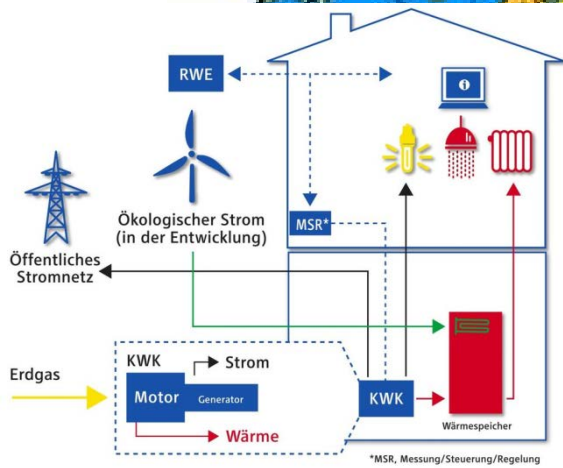 RWE
i
Ökologischer Strom
(in der Entwicklung)
MSR*
Öffentliches
Stromnetz
Erdgas
KWK
Strom
Motor
Generator
Wärme
KWK
Wärmespeicher
*MSR, Messung/Steuerung/Regelung